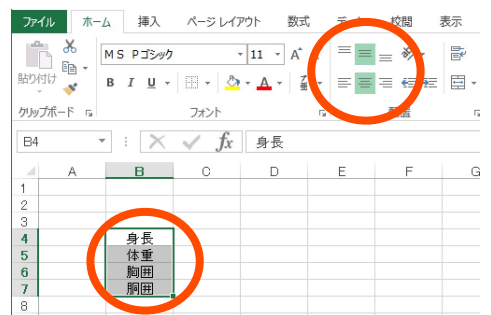 ファイル ホーム 挿入 ページ レイアウト 数式 校閲 表示
MS Pゴシック 11 A
貼り付け B I U A
クリップボード フォント 配置
B4 fx 身長
A B C D E F G
1
2
3
4 身長
5 体重
6 胸囲
7 胴囲
8